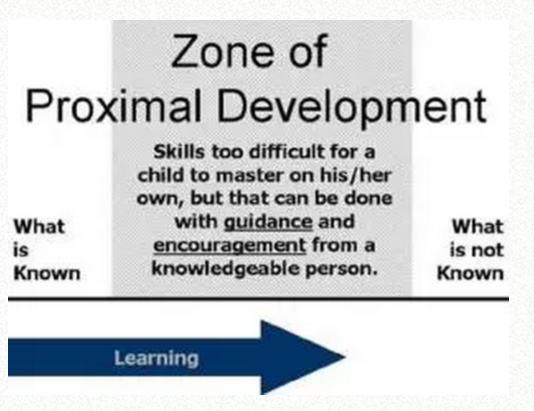 Zone of
Proximal Development
Skills too difficult for a
child to master on his/her
own, but that can be done
with guidance and
encouragement from a
knowledgeable person.
What
is
Known
What
is not
Known
Learning